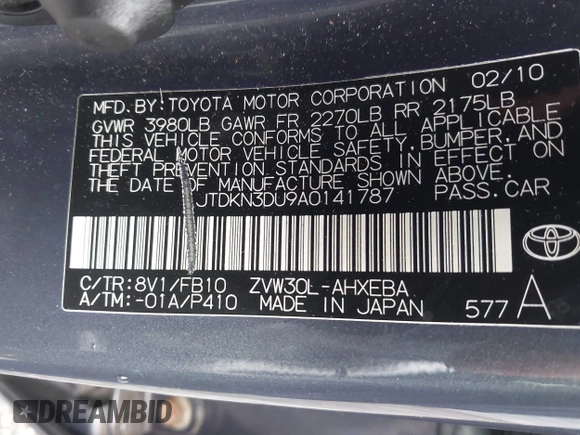 MFD. BY: TOYOTA MOTOR CORPORATION 02/10
GVWR 3980LB GAWR FR 2270LB RR 2175LB
THIS VEHICLE CONFORMS TO ALL APPLICABLE
FEDERAL MOTOR VEHICLE SAFETY, BUMPER, AND
THEFT PREVENTION STANDARDS IN EFFECT ON
THE DATE OF MANUFACTURE SHOWN ABOVE.
JTDKN3DU9A0141787 PASS. CAR
C/TR: 8V1/FB10 ZVW30L-AHXEBA
A/TM: -01A/P410 MADE IN JAPAN 577 A
TOYOTA
DREAMBID